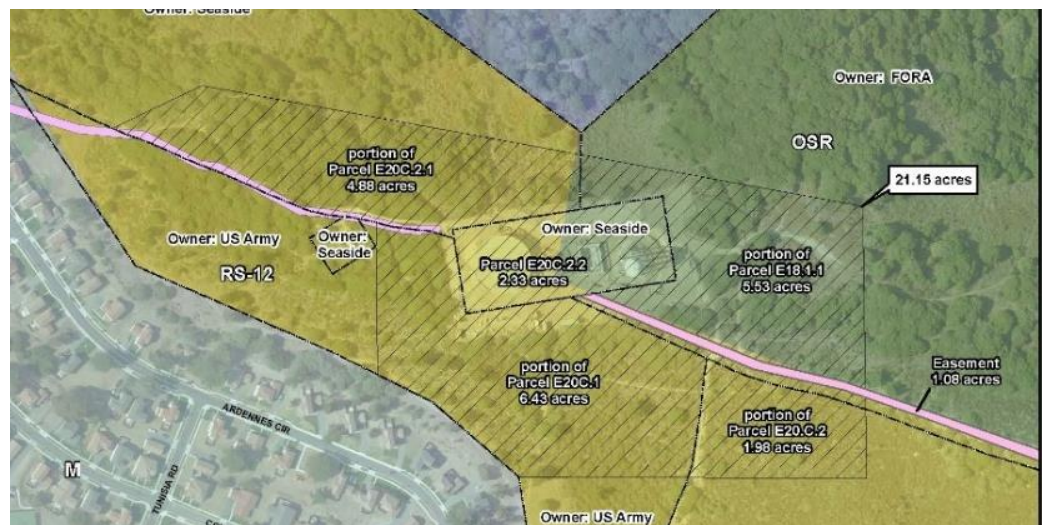 Owner: Seaside
Owner: FORA
OSR
portion of
Parcel E20C.2.1
4.88 acres
21.15 acres
Owner: US Army
Owner:
Seaside
Owner: Seaside
RS-12
Parcel E20C.2.2
2.33 acres
portion of
Parcel E18.1.1
5.53 acres
portion of
Parcel E20C.1
6.43 acres
Easement
1.08 acres
portion of
Parcel E20.C.2
1.98 acres
ARDENNES CIR
M
TUNISIA RD
Owner: US Army